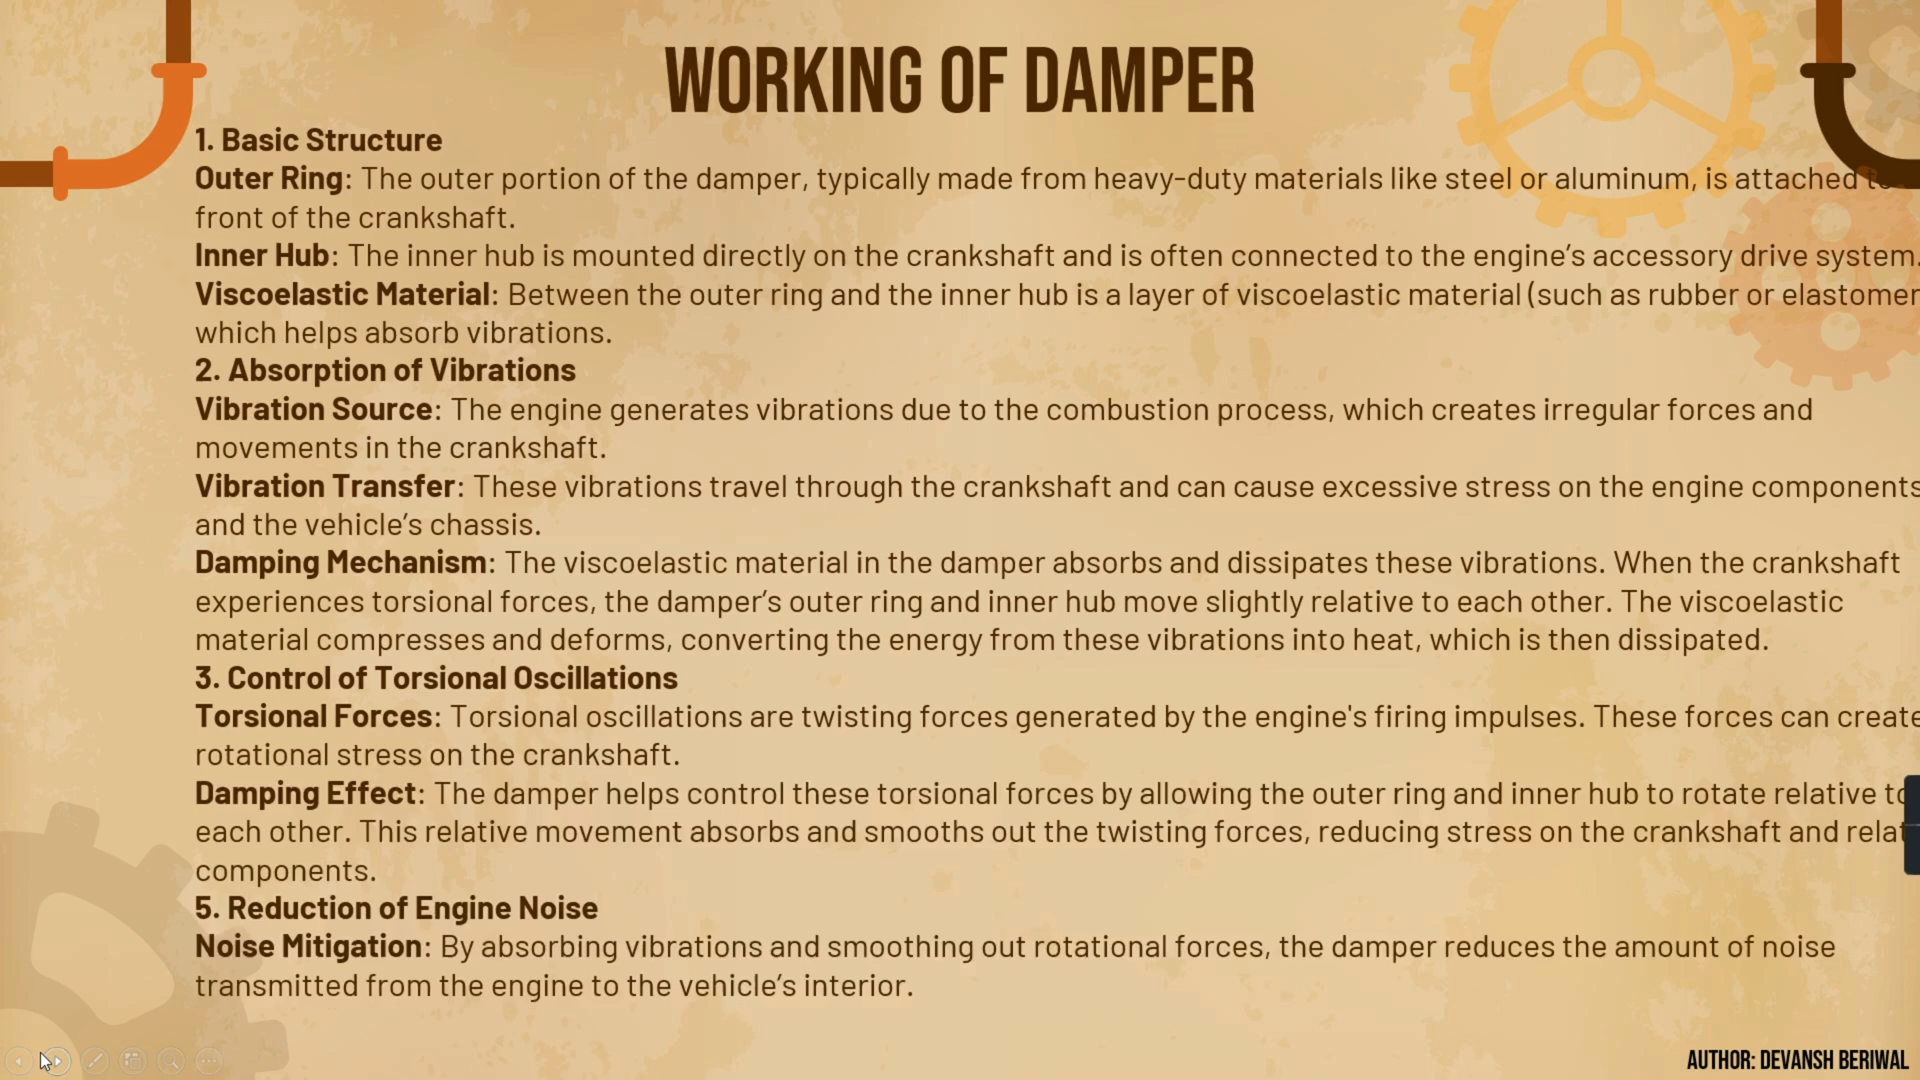 WORKING OF DAMPER
1. Basic Structure
Outer Ring: The outer portion of the damper, typically made from heavy-duty materials like steel or aluminum, is attached to
front of the crankshaft.
Inner Hub: The inner hub is mounted directly on the crankshaft and is often connected to the engine’s accessory drive system.
Viscoelastic Material: Between the outer ring and the inner hub is a layer of viscoelastic material (such as rubber or elastomer
which helps absorb vibrations.
2. Absorption of Vibrations
Vibration Source: The engine generates vibrations due to the combustion process, which creates irregular forces and
movements in the crankshaft.
Vibration Transfer: These vibrations travel through the crankshaft and can cause excessive stress on the engine components
and the vehicle’s chassis.
Damping Mechanism: The viscoelastic material in the damper absorbs and dissipates these vibrations. When the crankshaft
experiences torsional forces, the damper’s outer ring and inner hub move slightly relative to each other. The viscoelastic
material compresses and deforms, converting the energy from these vibrations into heat, which is then dissipated.
3. Control of Torsional Oscillations
Torsional Forces: Torsional oscillations are twisting forces generated by the engine's firing impulses. These forces can create
rotational stress on the crankshaft.
Damping Effect: The damper helps control these torsional forces by allowing the outer ring and inner hub to rotate relative to
each other. This relative movement absorbs and smooths out the twisting forces, reducing stress on the crankshaft and relat
components.
5. Reduction of Engine Noise
Noise Mitigation: By absorbing vibrations and smoothing out rotational forces, the damper reduces the amount of noise
transmitted from the engine to the vehicle’s interior.
AUTHOR: DEVANSH BERIWAL